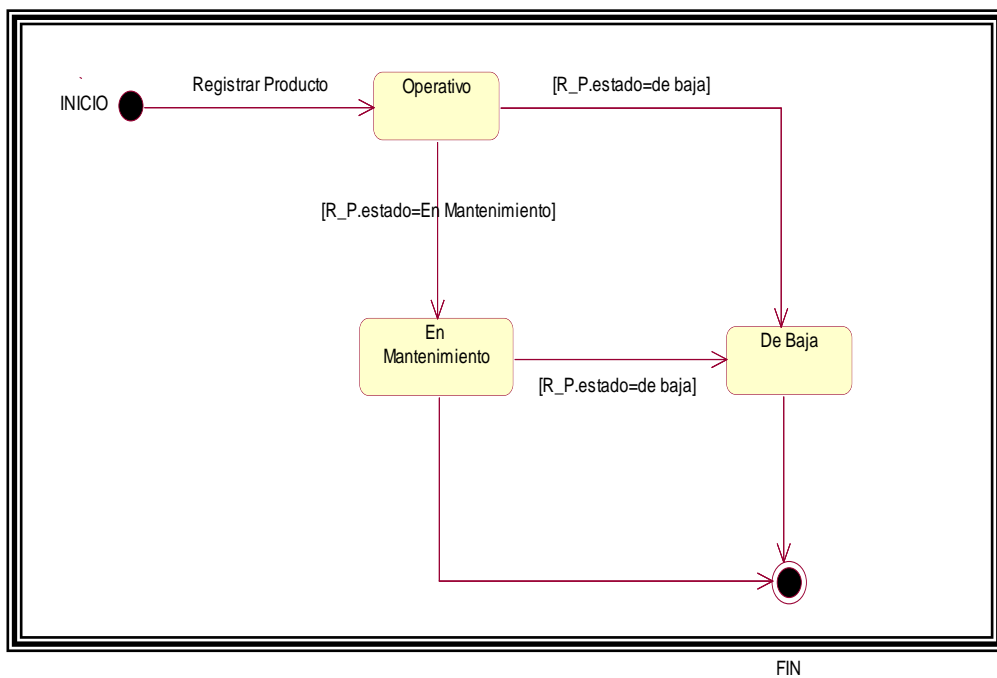 Registrar Producto
Operativo
[R_P.estado=de baja]
INICIO
[R_P.estado=En Mantenimiento]
En
Mantenimiento
De Baja
[R_P.estado=de baja]
FIN